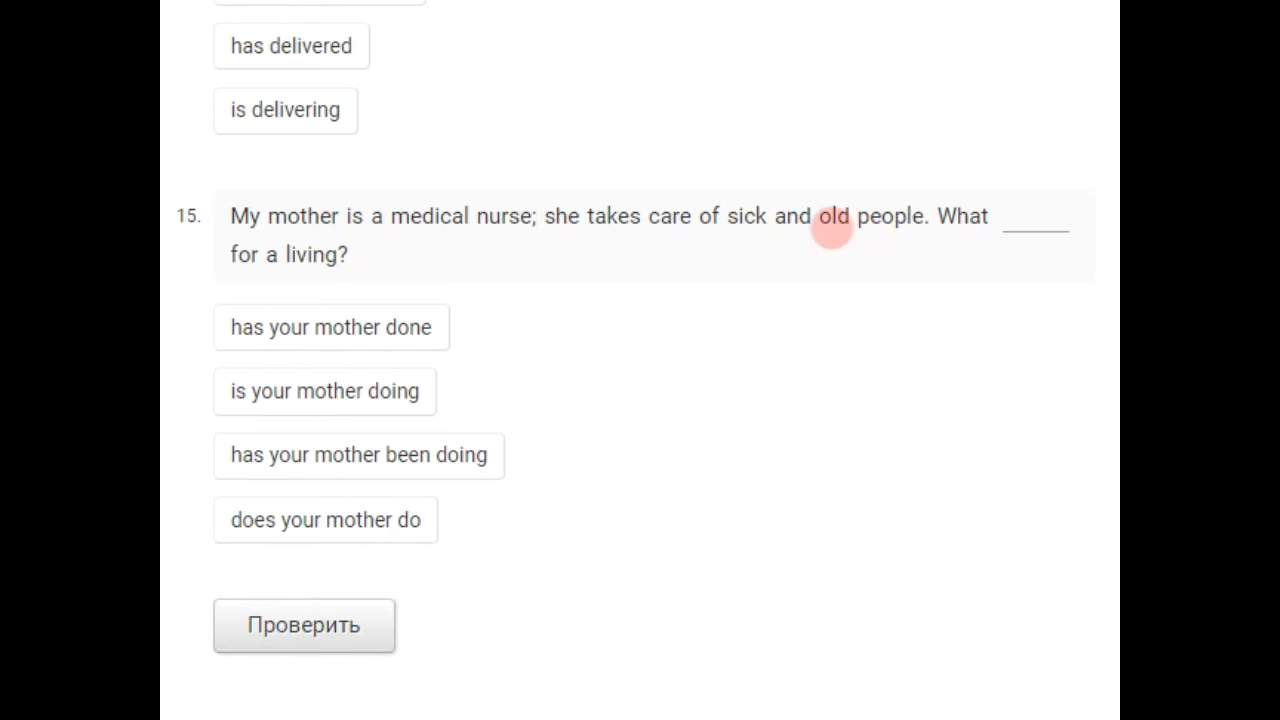 has delivered
is delivering
15. My mother is a medical nurse; she takes care of sick and old people. What ______
for a living?
has your mother done
is your mother doing
has your mother been doing
does your mother do
Проверить